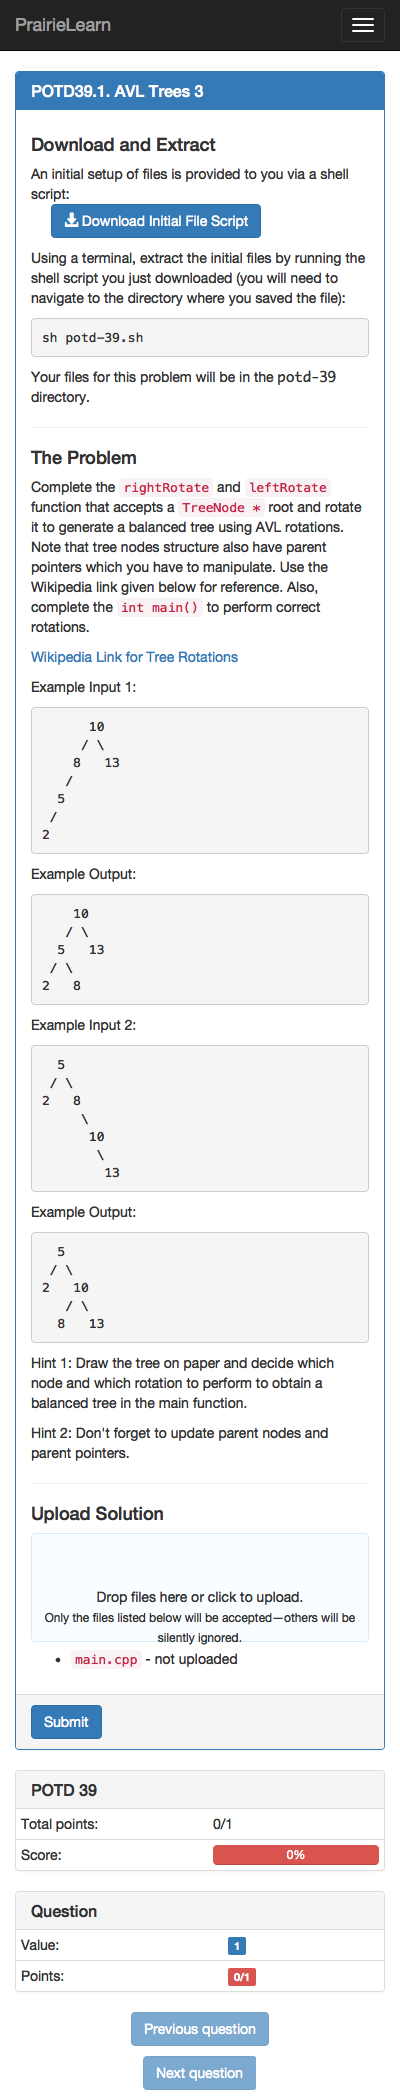 PrairieLearn
POTD39.1. AVL Trees 3
Download and Extract
An initial setup of files is provided to you via a shell
script:
Download Initial File Script
Using a terminal, extract the initial files by running the
shell script you just downloaded (you will need to
navigate to the directory where you saved the file):
sh potd-39.sh
Your files for this problem will be in the potd-39
directory.
The Problem
Complete the rightRotate and leftRotate
function that accepts a TreeNode * root and rotate
it to generate a balanced tree using AVL rotations.
Note that tree nodes structure also have parent
pointers which you have to manipulate. Use the
Wikipedia link given below for reference. Also,
complete the int main() to perform correct
rotations.
Wikipedia Link for Tree Rotations
Example Input 1:
      10
     / \
    8   13
   /
  5
 /
2
Example Output:
    10
   / \
  5   13
 / \
2   8
Example Input 2:
  5
 / \
2   8
     \
      10
       \
        13
Example Output:
  5
 / \
2   10
   / \
  8   13
Hint 1: Draw the tree on paper and decide which
node and which rotation to perform to obtain a
balanced tree in the main function.
Hint 2: Don't forget to update parent nodes and
parent pointers.
Upload Solution
Drop files here or click to upload.
Only the files listed below will be accepted—others will be
silently ignored.
• main.cpp - not uploaded
Submit
POTD 39
Total points: 0/1
Score: 0%
Question
Value: 1
Points: 0/1
Previous question
Next question